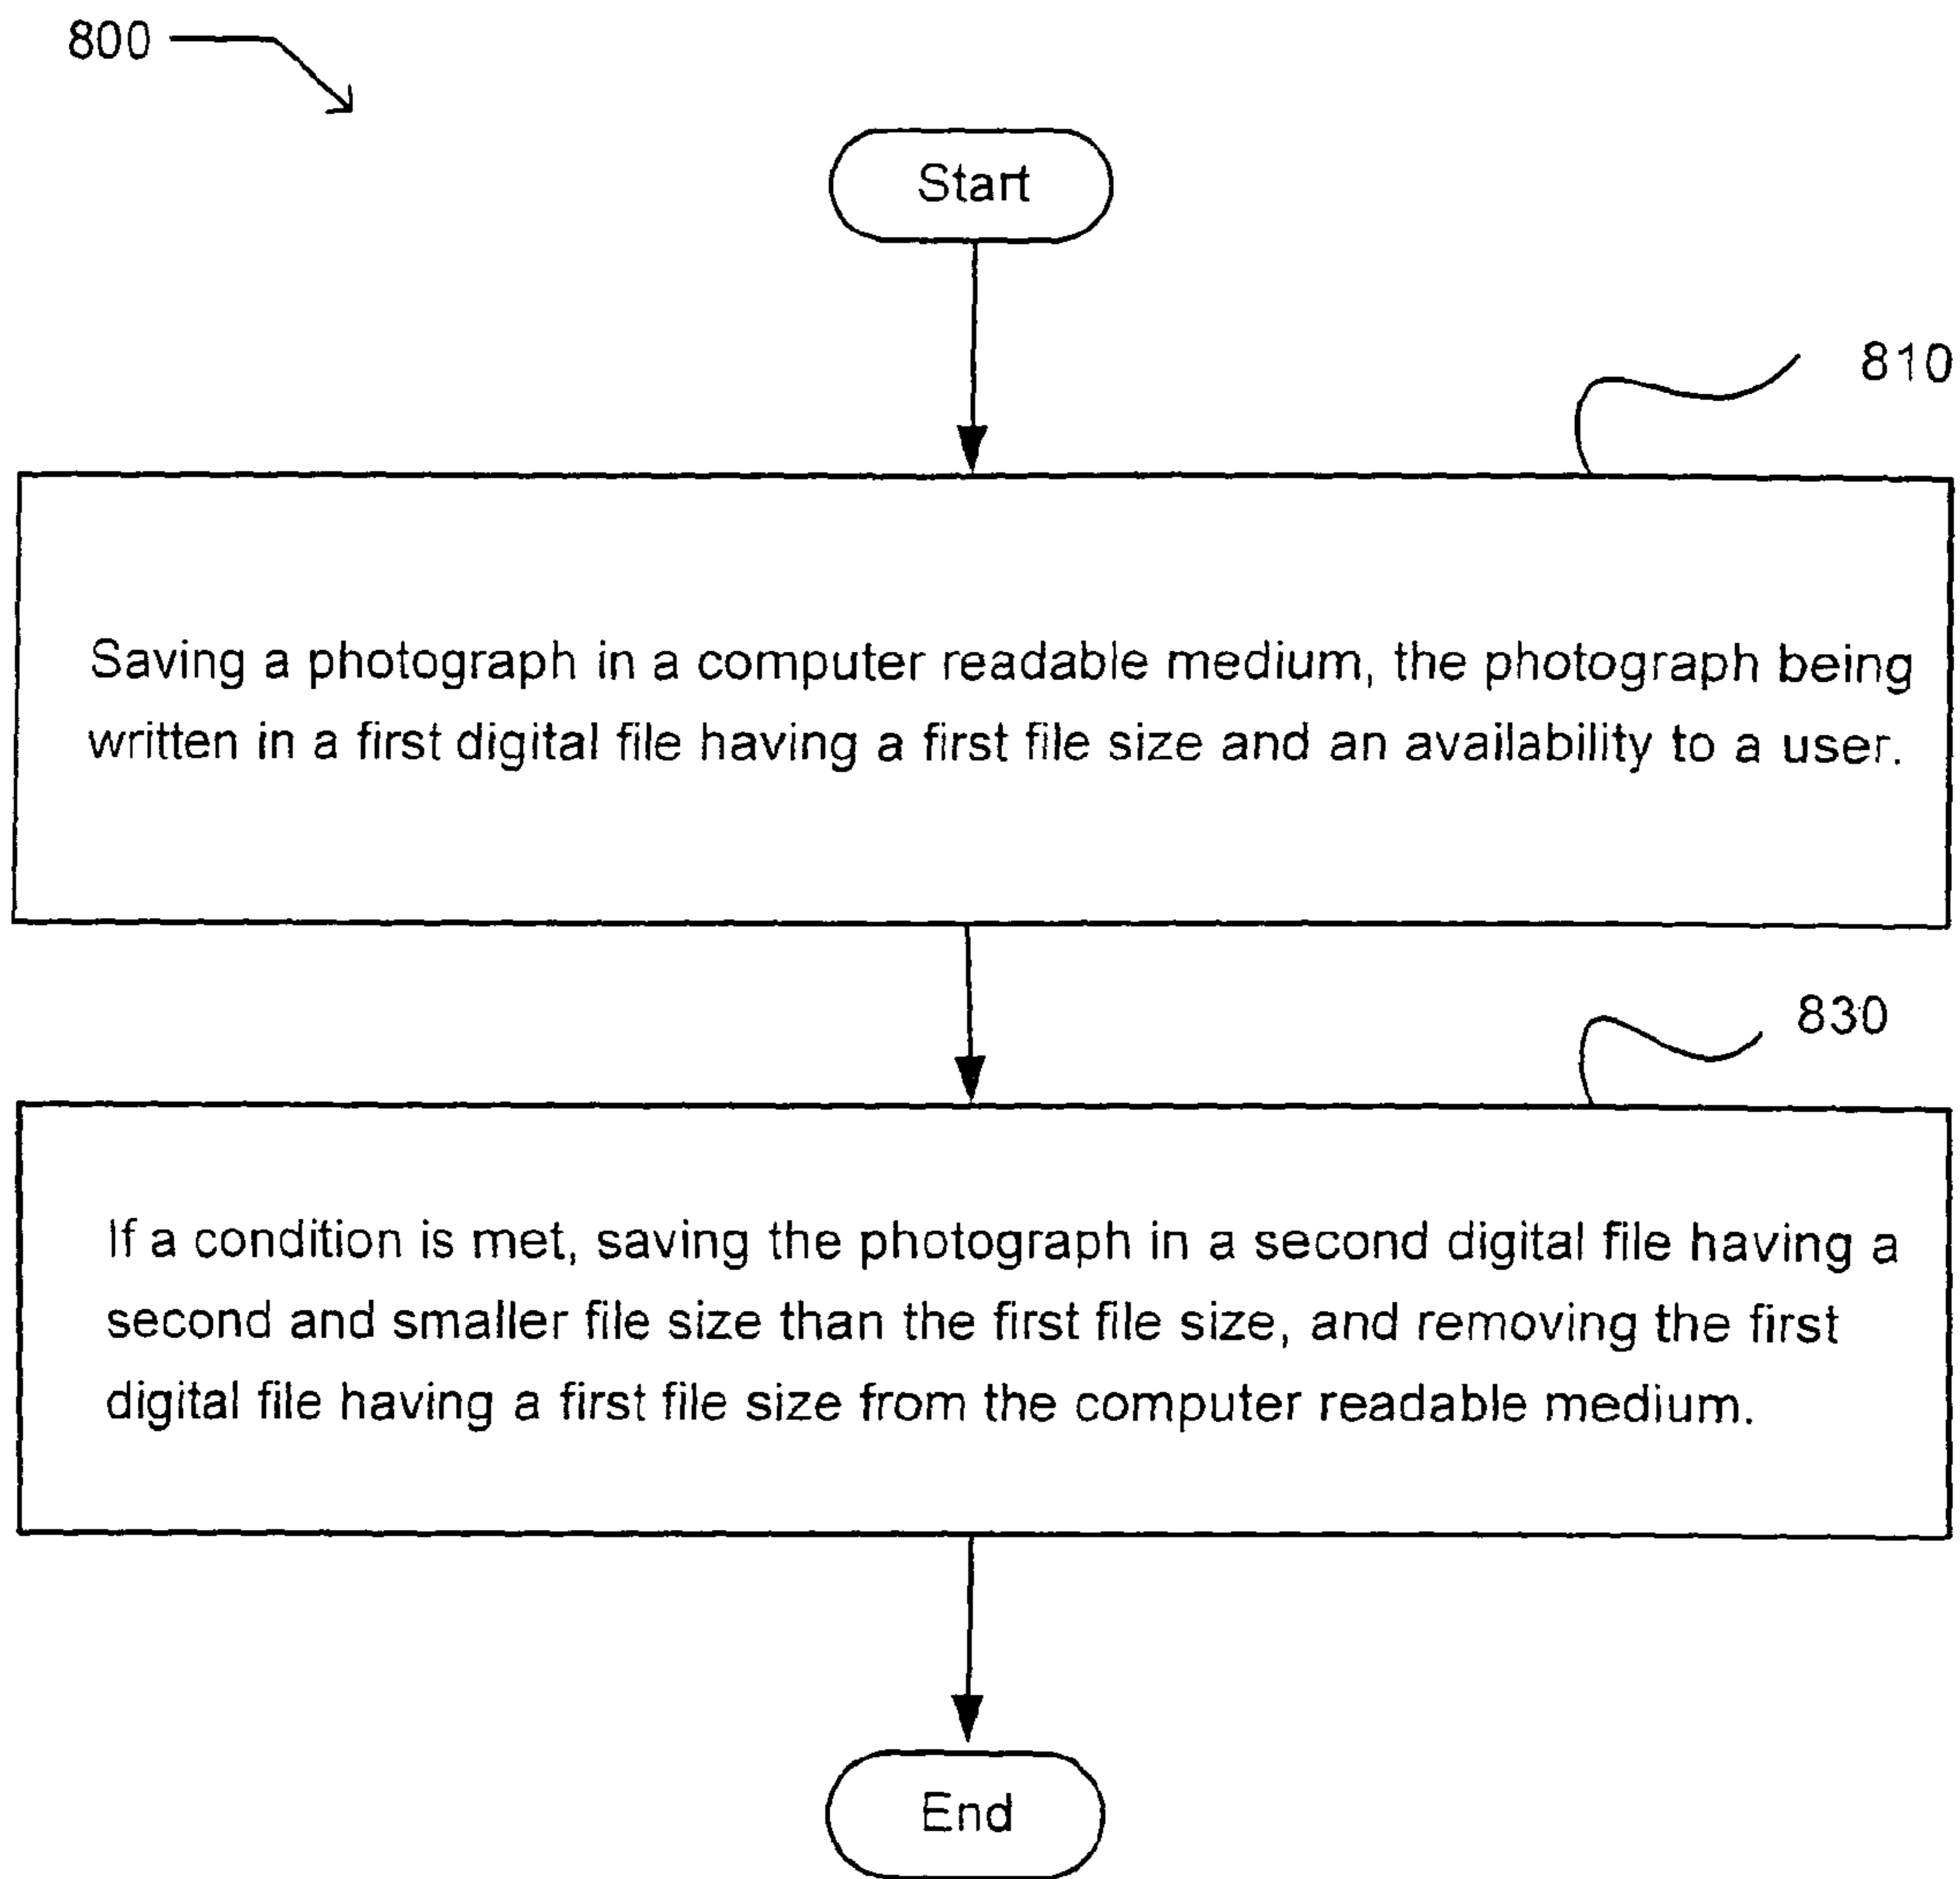 800
Start
810
Saving a photograph in a computer readable medium, the photograph being
written in a first digital file having a first file size and an availability to a user.
830
If a condition is met, saving the photograph in a second digital file having a
second and smaller file size than the first file size, and removing the first
digital file having a first file size from the computer readable medium.
End